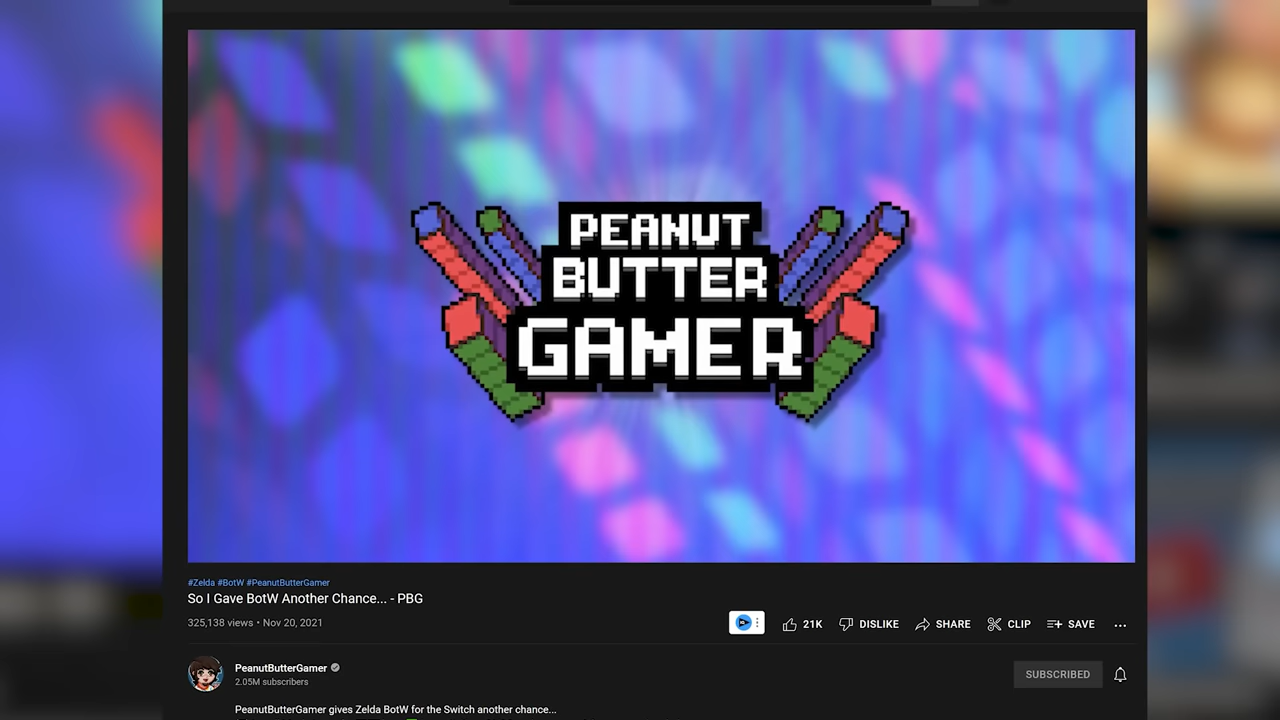 PEANUT
BUTTER
GAMER
#Zelda #BotW #PeanutButterGamer
So I Gave BotW Another Chance... - PBG
325,138 views • Nov 20, 2021
21K DISLIKE SHARE CLIP SAVE ...
PeanutButterGamer
2.05M subscribers
SUBSCRIBED
PeanutButterGamer gives Zelda BotW for the Switch another chance...